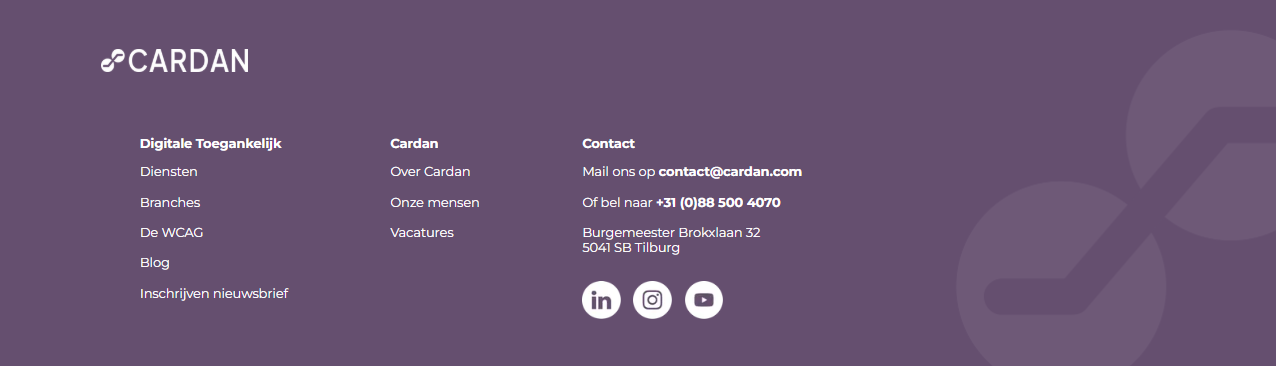 CARDAN
Digitale Toegankelijk
Diensten
Branches
De WCAG
Blog
Inschrijven nieuwsbrief
Cardan
Over Cardan
Onze mensen
Vacatures
Contact
Mail ons op contact@cardan.com
Of bel naar +31 (0)88 500 4070
Burgemeester Brokxlaan 32
5041 SB Tilburg
in